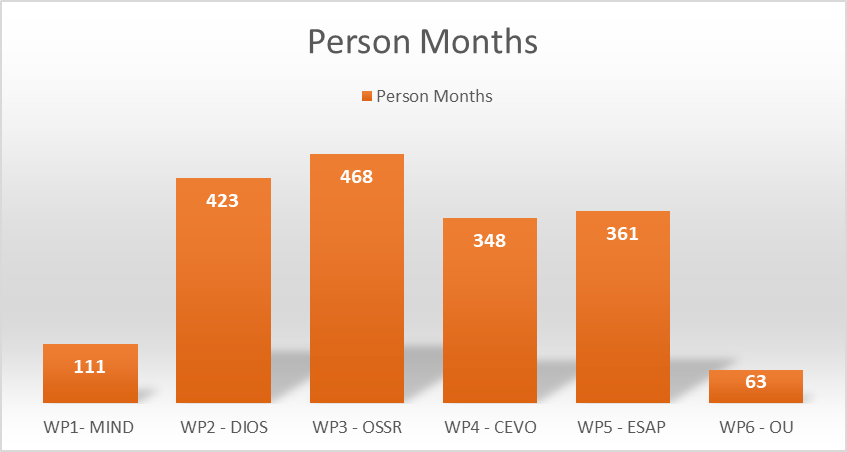 Person Months
Person Months
423
468
348
361
111
63
WP1- MIND WP2 - DIOS WP3 - OSSR WP4 - CEVO WP5 - ESAP WP6 - OU